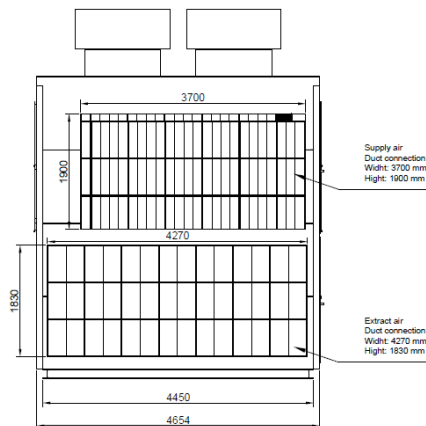 3700
Supply air
Duct connection
Widht: 3700 mm
Hight: 1900 mm
1900
4270
1830
Extract air
Duct connection
Widht: 4270 mm
Hight: 1830 mm
4450
4654